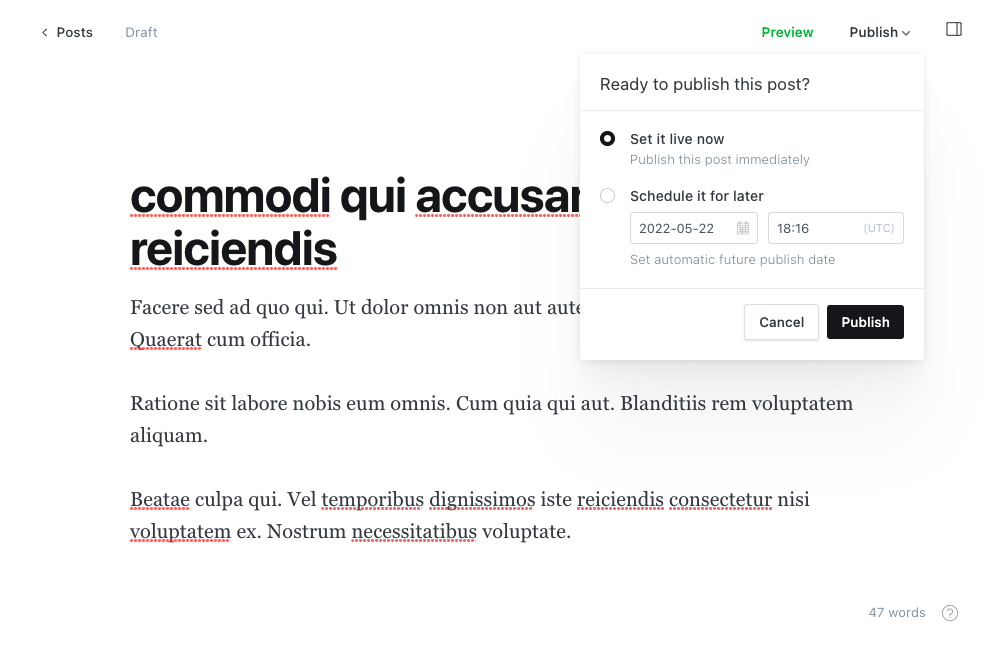 Posts
Draft
Preview
Publish
Ready to publish this post?
Set it live now
Publish this post immediately
Schedule it for later
2022-05-22
18:16
(UTC)
Set automatic future publish date
Cancel
Publish
commodi qui
reiciendis
Facere sed ad quo qui. Ut dolor omnis non aut
Quaerat cum officia.
Ratione sit labore nobis eum omnis. Cum quia qui aut. Blanditiis rem voluptatem
aliquam.
Beatae culpa qui. Vel temporibus dignissimos iste reiciendis consectetur nisi
voluptatem ex. Nostrum necessitatibus voluptate.
47 words
?